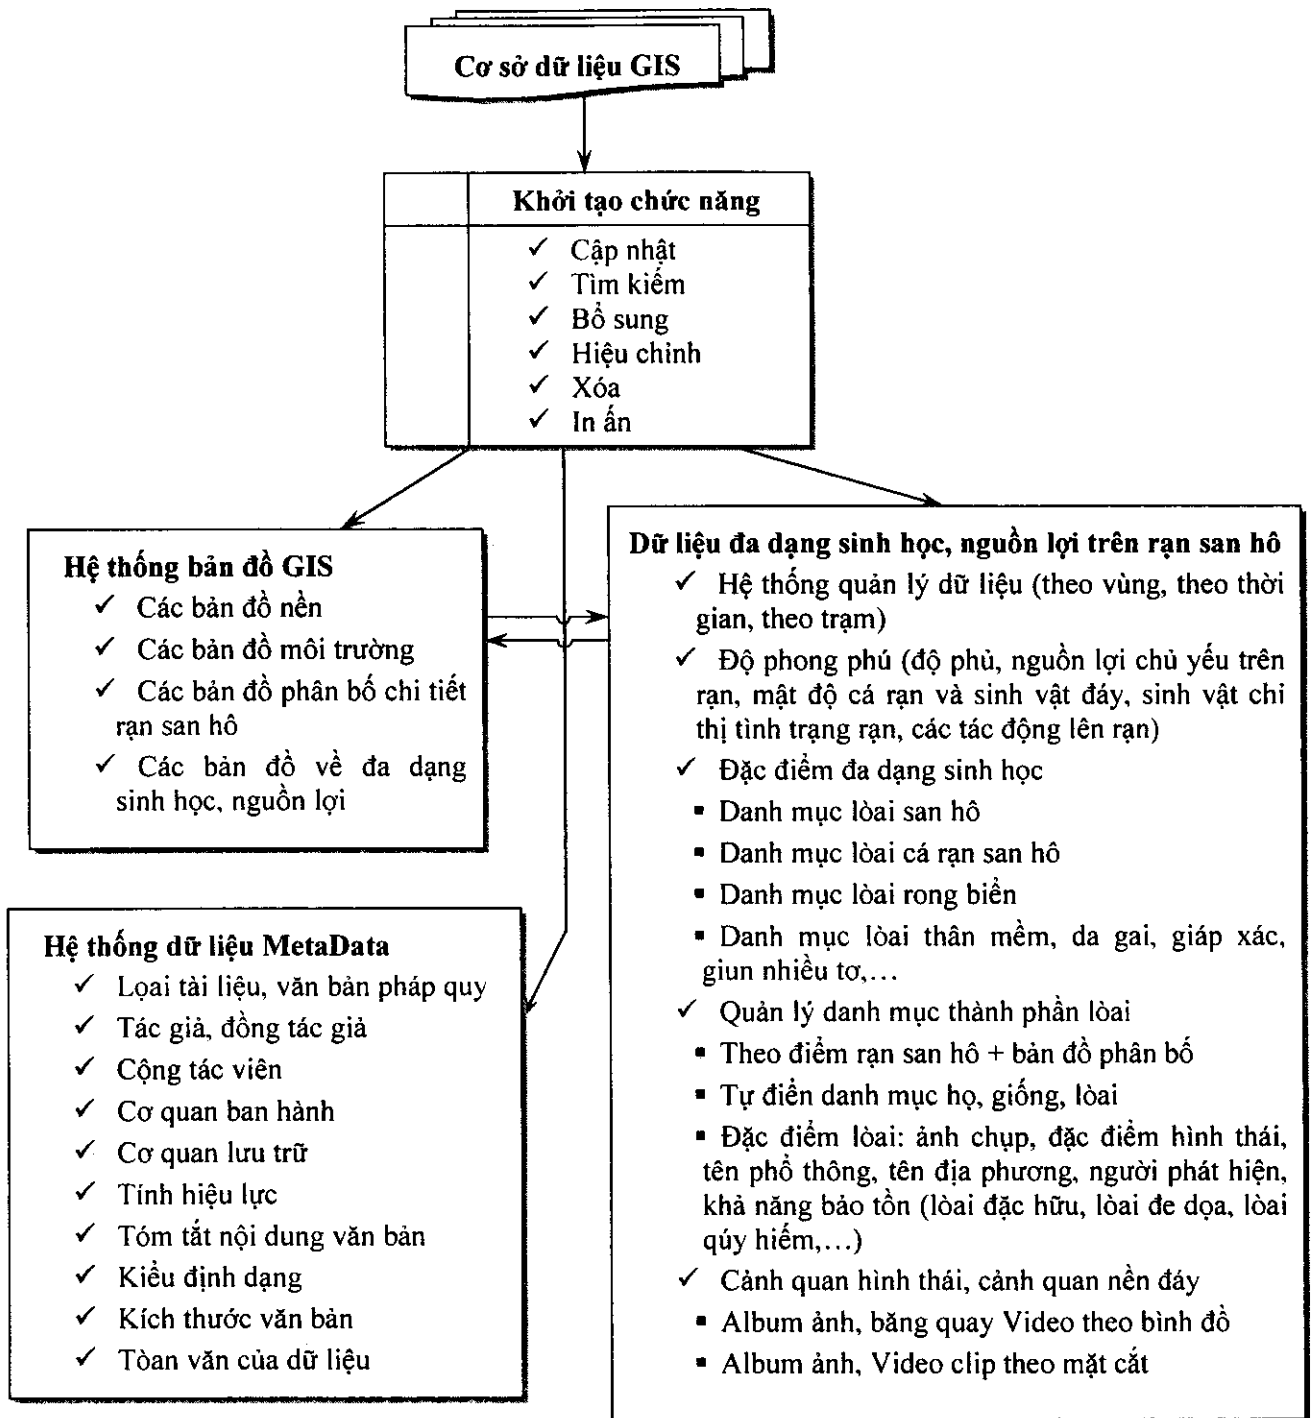 Cơ sở dữ liệu GIS
Khởi tạo chức năng
✓ Cập nhật
✓ Tìm kiếm
✓ Bổ sung
✓ Hiệu chỉnh
✓ Xóa
✓ In ấn
Hệ thống bản đồ GIS
✓ Các bản đồ nền
✓ Các bản đồ môi trường
✓ Các bản đồ phân bố chi tiết
rạn san hô
✓ Các bản đồ về đa dạng
sinh học, nguồn lợi
Hệ thống dữ liệu MetaData
✓ Lọai tài liệu, văn bản pháp quy
✓ Tác giả, đồng tác giả
✓ Cộng tác viên
✓ Cơ quan ban hành
✓ Cơ quan lưu trữ
✓ Tính hiệu lực
✓ Tóm tắt nội dung văn bản
✓ Kiểu định dạng
✓ Kích thước văn bản
✓ Tòan văn của dữ liệu
Dữ liệu đa dạng sinh học, nguồn lợi trên rạn san hô
✓ Hệ thống quản lý dữ liệu (theo vùng, theo thời
gian, theo trạm)
✓ Độ phong phú (độ phủ, nguồn lợi chủ yếu trên
rạn, mật độ cá rạn và sinh vật đáy, sinh vật chỉ
thị tình trạng rạn, các tác động lên rạn)
✓ Đặc điểm đa dạng sinh học
▪ Danh mục lòai san hô
▪ Danh mục lòai cá rạn san hô
▪ Danh mục lòai rong biển
▪ Danh mục lòai thân mềm, da gai, giáp xác,
giun nhiều tơ,…
✓ Quản lý danh mục thành phần lòai
▪ Theo điểm rạn san hô + bản đồ phân bố
▪ Tự điển danh mục họ, giống, lòai
▪ Đặc điểm lòai: ảnh chụp, đặc điểm hình thái,
tên phổ thông, tên địa phương, người phát hiện,
khả năng bảo tồn (lòai đặc hữu, lòai đe dọa, lòai
qúy hiếm,…)
✓ Cảnh quan hình thái, cảnh quan nền đáy
▪ Album ảnh, băng quay Video theo bình đồ
▪ Album ảnh, Video clip theo mặt cắt